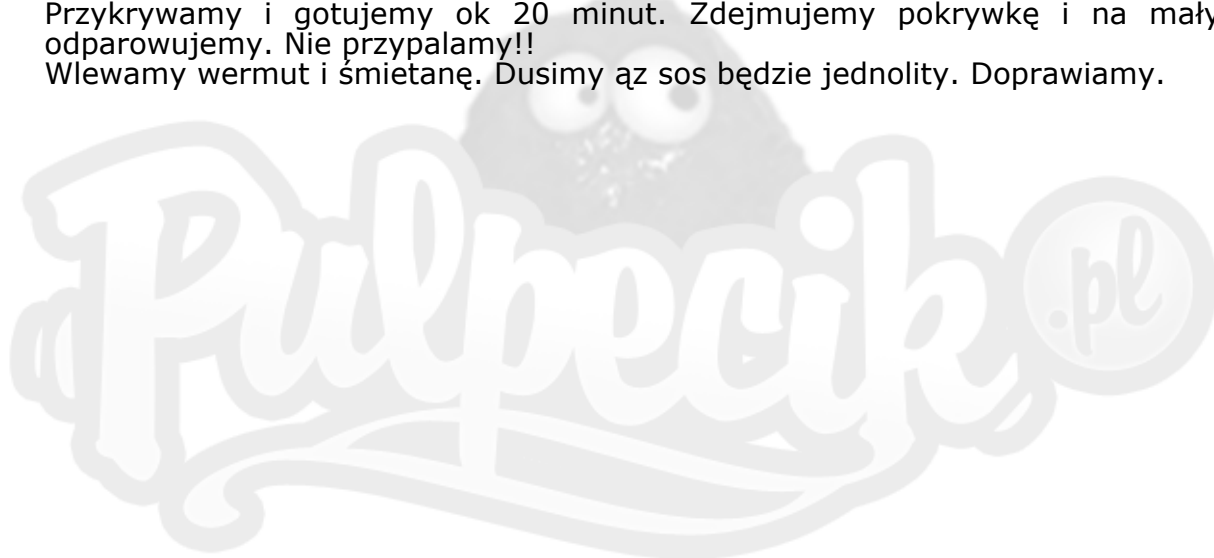 Przykrywamy i gotujemy ok 20 minut. Zdejmujemy pokrywkę i na mały
odparowujemy. Nie przypalamy!!
Wlewamy wermut i śmietanę. Dusimy ąz sos będzie jednolity. Doprawiamy.
Pulpecik.pl